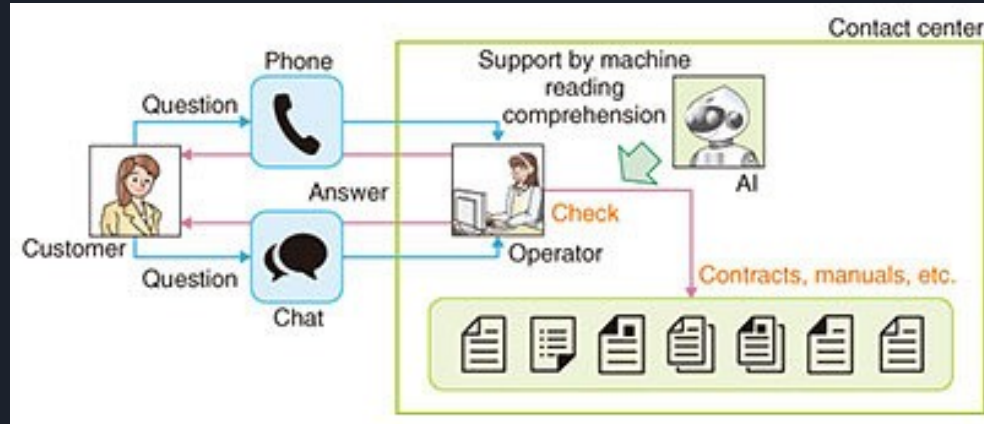 Contact center
Phone
Support by machine
reading
comprehension
Question
AI
Answer
Check
Customer
Operator
Question
Contracts, manuals, etc.
Chat